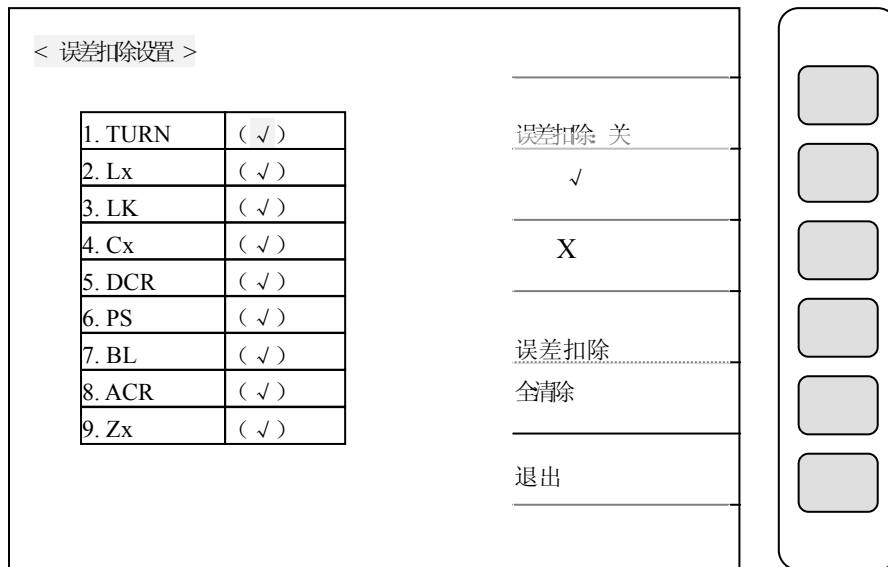 < 误差扣除设置 >
1. TURN （ √ ）
2. Lx （ √ ）
3. LK （ √ ）
4. Cx （ √ ）
5. DCR （ √ ）
6. PS （ √ ）
7. BL （ √ ）
8. ACR （ √ ）
9. Zx （ √ ）
误差扣除: 关
√
X
误差扣除
全清除
退出